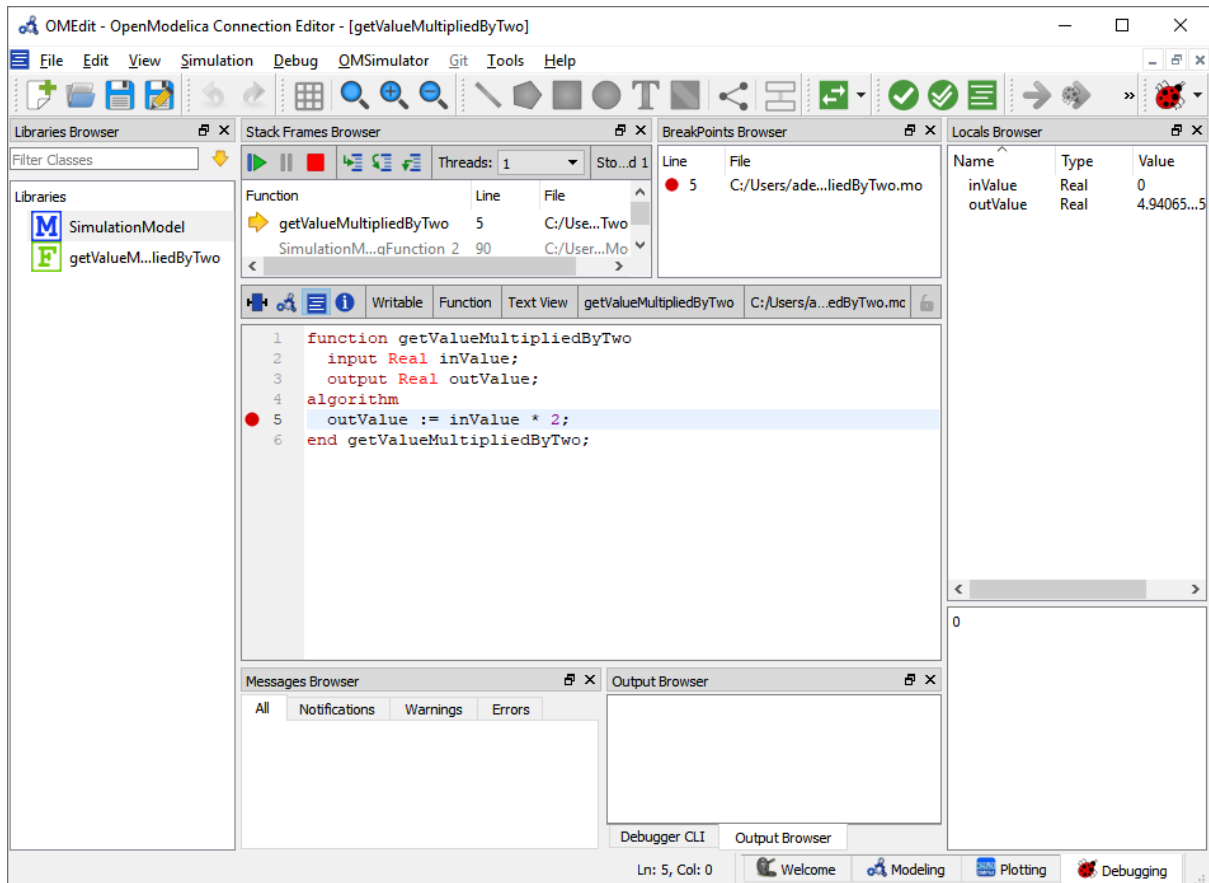 OMEdit - OpenModelica Connection Editor - [getValueMultipliedByTwo]
File Edit View Simulation Debug OMSimulator Git Tools Help
»
Libraries Browser
Filter Classes
Libraries
SimulationModel
getValueM...liedByTwo
Stack Frames Browser
Threads: 1 Sto...d 1
Function Line File
getValueMultipliedByTwo 5 C:/Use...Two
SimulationM...gFunction_2 90 C:/User...Mo
BreakPoints Browser
Line File
5 C:/Users/ade...liedByTwo.mo
Locals Browser
Name Type Value
inValue Real 0
outValue Real 4.94065...5
0
Writable Function Text View getValueMultipliedByTwo C:/Users/a...edByTwo.mo
1 function getValueMultipliedByTwo
2 input Real inValue;
3 output Real outValue;
4 algorithm
5 outValue := inValue * 2;
6 end getValueMultipliedByTwo;
Messages Browser
All Notifications Warnings Errors
Output Browser
Debugger CLI Output Browser
Ln: 5, Col: 0 Welcome Modeling Plotting Debugging